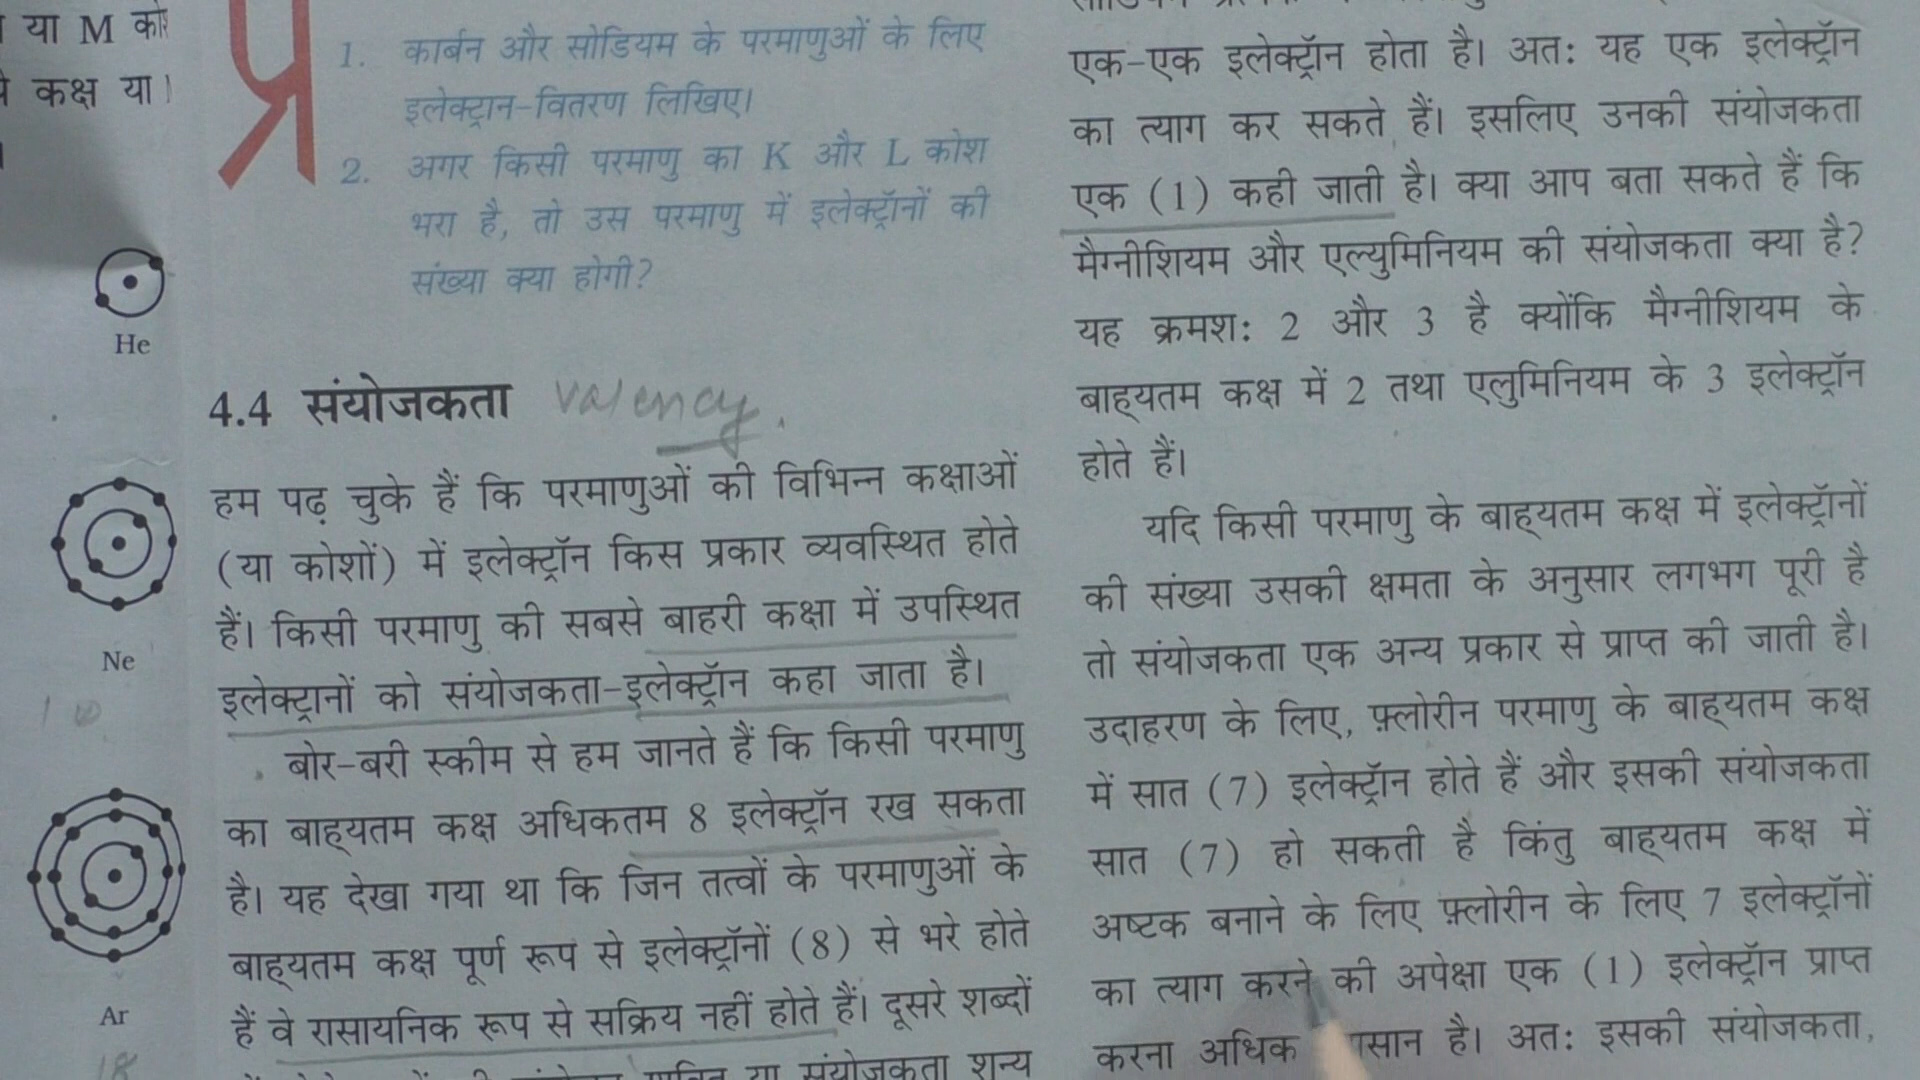 या M को
कक्ष या
He
Ne
10
Ar
18
प्र
1. कार्बन और सोडियम के परमाणुओं के लिए
इलेक्ट्रान-वितरण लिखिए।
2. अगर किसी परमाणु का K और L कोश
भरा है, तो उस परमाणु में इलेक्ट्रॉनों की
संख्या क्या होगी?
4.4 संयोजकता valency.
हम पढ़ चुके हैं कि परमाणुओं की विभिन्न कक्षाओं
(या कोशों) में इलेक्ट्रॉन किस प्रकार व्यवस्थित होते
हैं। किसी परमाणु की सबसे बाहरी कक्षा में उपस्थित
इलेक्ट्रानों को संयोजकता-इलेक्ट्रॉन कहा जाता है।
बोर-बरी स्कीम से हम जानते हैं कि किसी परमाणु
का बाह्यतम कक्ष अधिकतम 8 इलेक्ट्रॉन रख सकता
है। यह देखा गया था कि जिन तत्वों के परमाणुओं के
बाह्यतम कक्ष पूर्ण रूप से इलेक्ट्रॉनों (8) से भरे होते
हैं वे रासायनिक रूप से सक्रिय नहीं होते हैं। दूसरे शब्दों
या संयोजकता शून्य
एक-एक इलेक्ट्रॉन होता है। अतः यह एक इलेक्ट्रॉन
का त्याग कर सकते हैं। इसलिए उनकी संयोजकता
एक (1) कही जाती है। क्या आप बता सकते हैं कि
मैग्नीशियम और एल्युमिनियम की संयोजकता क्या है?
यह क्रमशः 2 और 3 है क्योंकि मैग्नीशियम के
बाह्यतम कक्ष में 2 तथा एलुमिनियम के 3 इलेक्ट्रॉन
होते हैं।
यदि किसी परमाणु के बाह्यतम कक्ष में इलेक्ट्रॉनों
की संख्या उसकी क्षमता के अनुसार लगभग पूरी है
तो संयोजकता एक अन्य प्रकार से प्राप्त की जाती है।
उदाहरण के लिए, फ़्लोरीन परमाणु के बाह्यतम कक्ष
में सात (7) इलेक्ट्रॉन होते हैं और इसकी संयोजकता
सात (7) हो सकती है किंतु बाह्यतम कक्ष में
अष्टक बनाने के लिए फ़्लोरीन के लिए 7 इलेक्ट्रॉनों
का त्याग करने की अपेक्षा एक (1) इलेक्ट्रॉन प्राप्त
करना अधिक है। अतः इसकी संयोजकता,